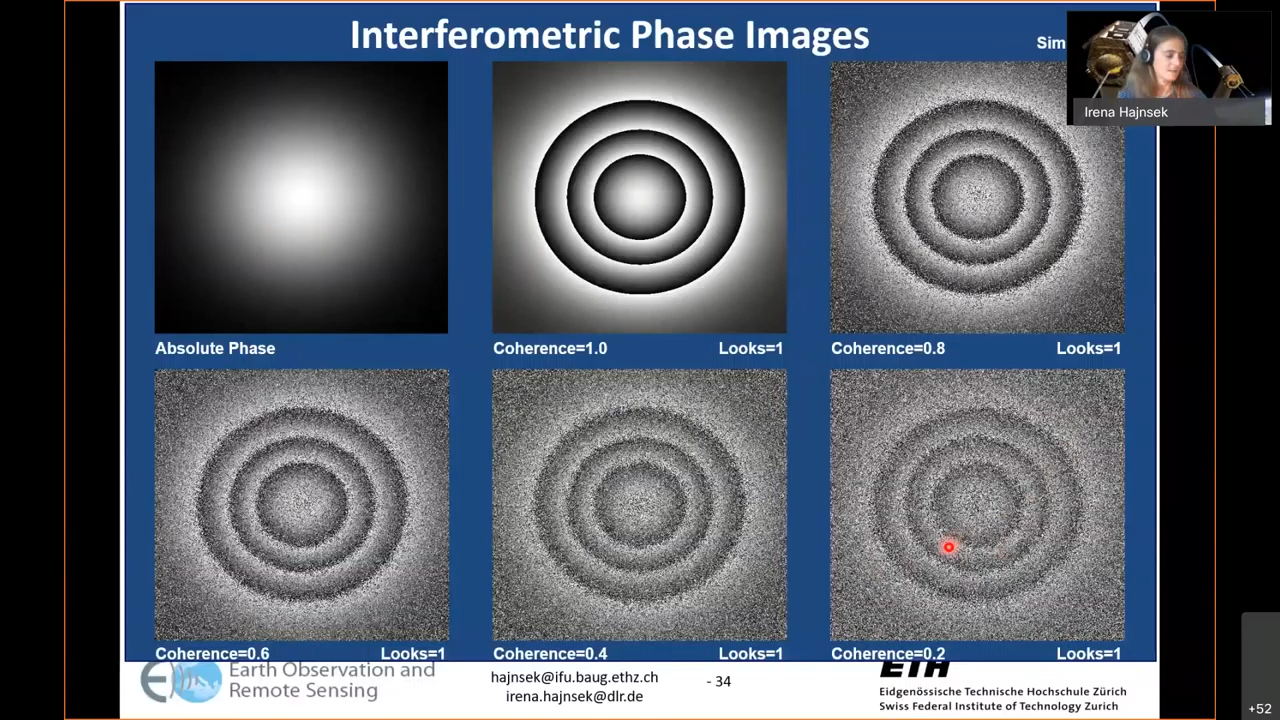 Interferometric Phase Images
Sim
Irena Hajnsek
Absolute Phase
Coherence=1.0 Looks=1
Coherence=0.8 Looks=1
Coherence=0.6 Looks=1
Coherence=0.4 Looks=1
Coherence=0.2 Looks=1
Earth Observation and
Remote Sensing
hajnsek@ifu.baug.ethz.ch
irena.hajnsek@dlr.de
- 34
ETH
Eidgenössische Technische Hochschule Zürich
Swiss Federal Institute of Technology Zurich
+52